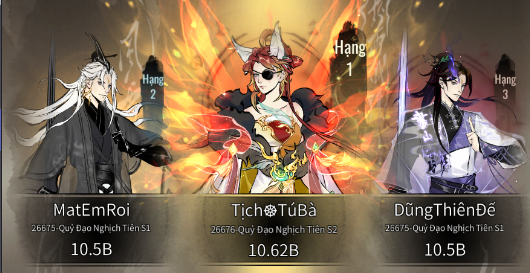 Hạng
1
Hạng
2
Hạng
3
MatEmRoi
26675-Quỷ Đạo Nghịch Tiên S1
10.5B
Tịch☸TúBà
26676-Quỷ Đạo Nghịch Tiên S2
10.62B
DũngThiênĐế
26675-Quỷ Đạo Nghịch Tiên S1
10.5B